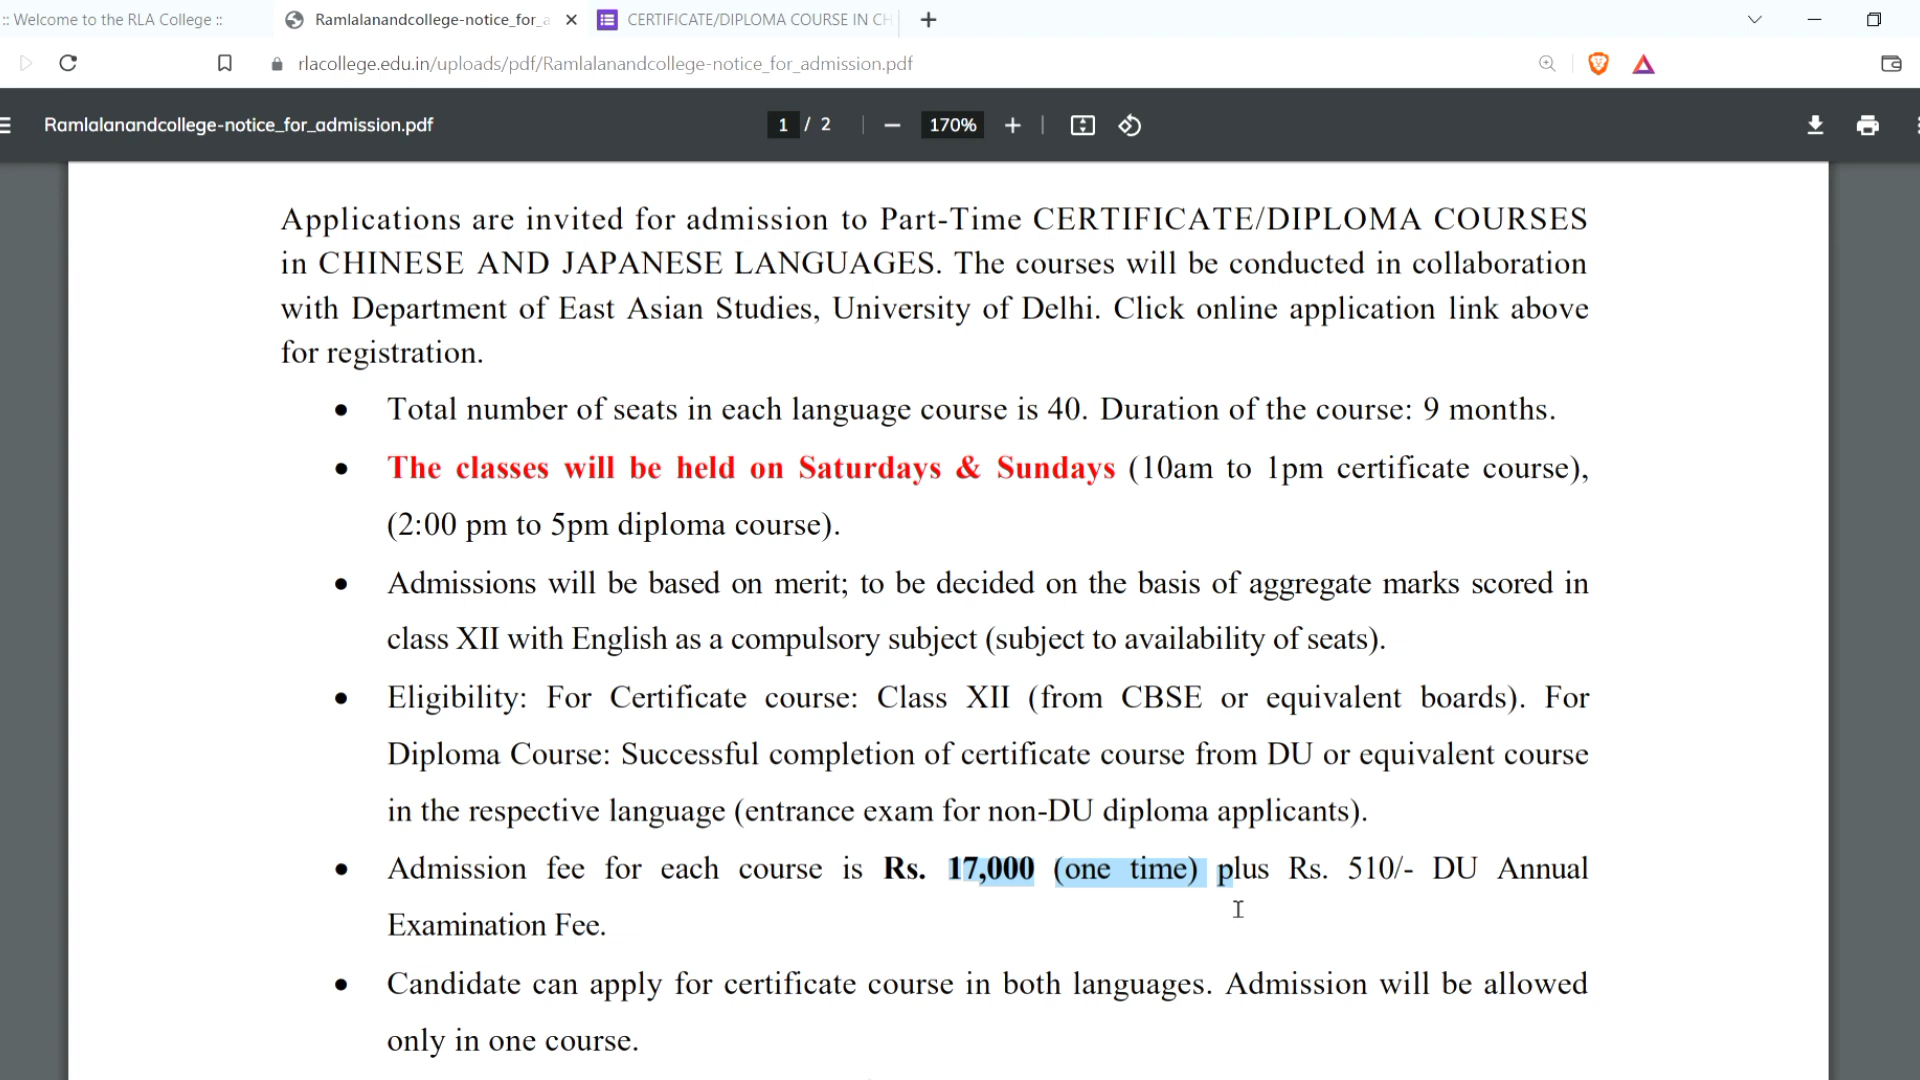 :: Welcome to the RLA College ::
Ramlalanandcollege-notice_for_a
CERTIFICATE/DIPLOMA COURSE IN CH
rlacollege.edu.in/uploads/pdf/Ramlalanandcollege-notice_for_admission.pdf
Ramlalanandcollege-notice_for_admission.pdf
1 / 2
170%
Applications are invited for admission to Part-Time CERTIFICATE/DIPLOMA COURSES
in CHINESE AND JAPANESE LANGUAGES. The courses will be conducted in collaboration
with Department of East Asian Studies, University of Delhi. Click online application link above
for registration.
• Total number of seats in each language course is 40. Duration of the course: 9 months.
• The classes will be held on Saturdays & Sundays (10am to 1pm certificate course),
(2:00 pm to 5pm diploma course).
• Admissions will be based on merit; to be decided on the basis of aggregate marks scored in
class XII with English as a compulsory subject (subject to availability of seats).
• Eligibility: For Certificate course: Class XII (from CBSE or equivalent boards). For
Diploma Course: Successful completion of certificate course from DU or equivalent course
in the respective language (entrance exam for non-DU diploma applicants).
• Admission fee for each course is Rs. 17,000 (one time) plus Rs. 510/- DU Annual
Examination Fee.
• Candidate can apply for certificate course in both languages. Admission will be allowed
only in one course.